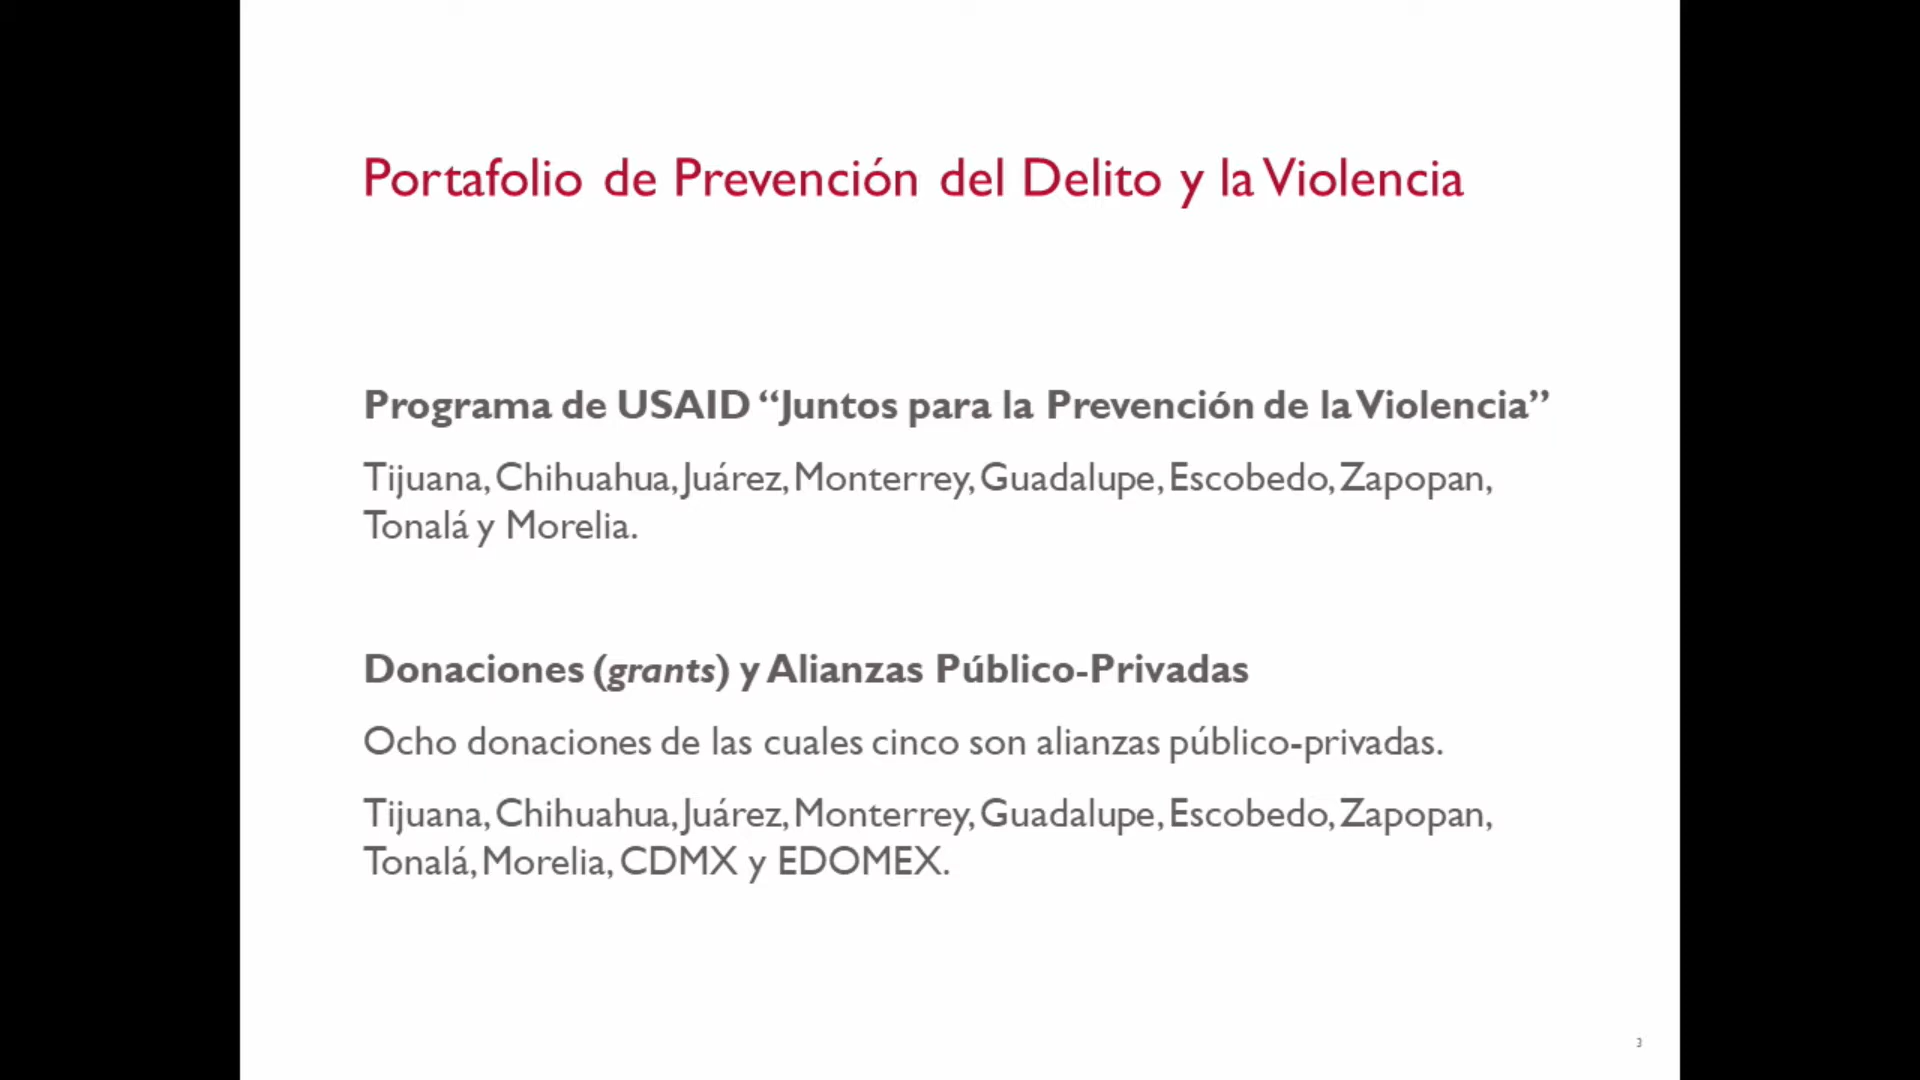 Portafolio de Prevención del Delito y la Violencia
Programa de USAID “Juntos para la Prevención de la Violencia”
Tijuana, Chihuahua, Juárez, Monterrey, Guadalupe, Escobedo, Zapopan,
Tonalá y Morelia.
Donaciones (grants) y Alianzas Público-Privadas
Ocho donaciones de las cuales cinco son alianzas público-privadas.
Tijuana, Chihuahua, Juárez, Monterrey, Guadalupe, Escobedo, Zapopan,
Tonalá, Morelia, CDMX y EDOMEX.
3